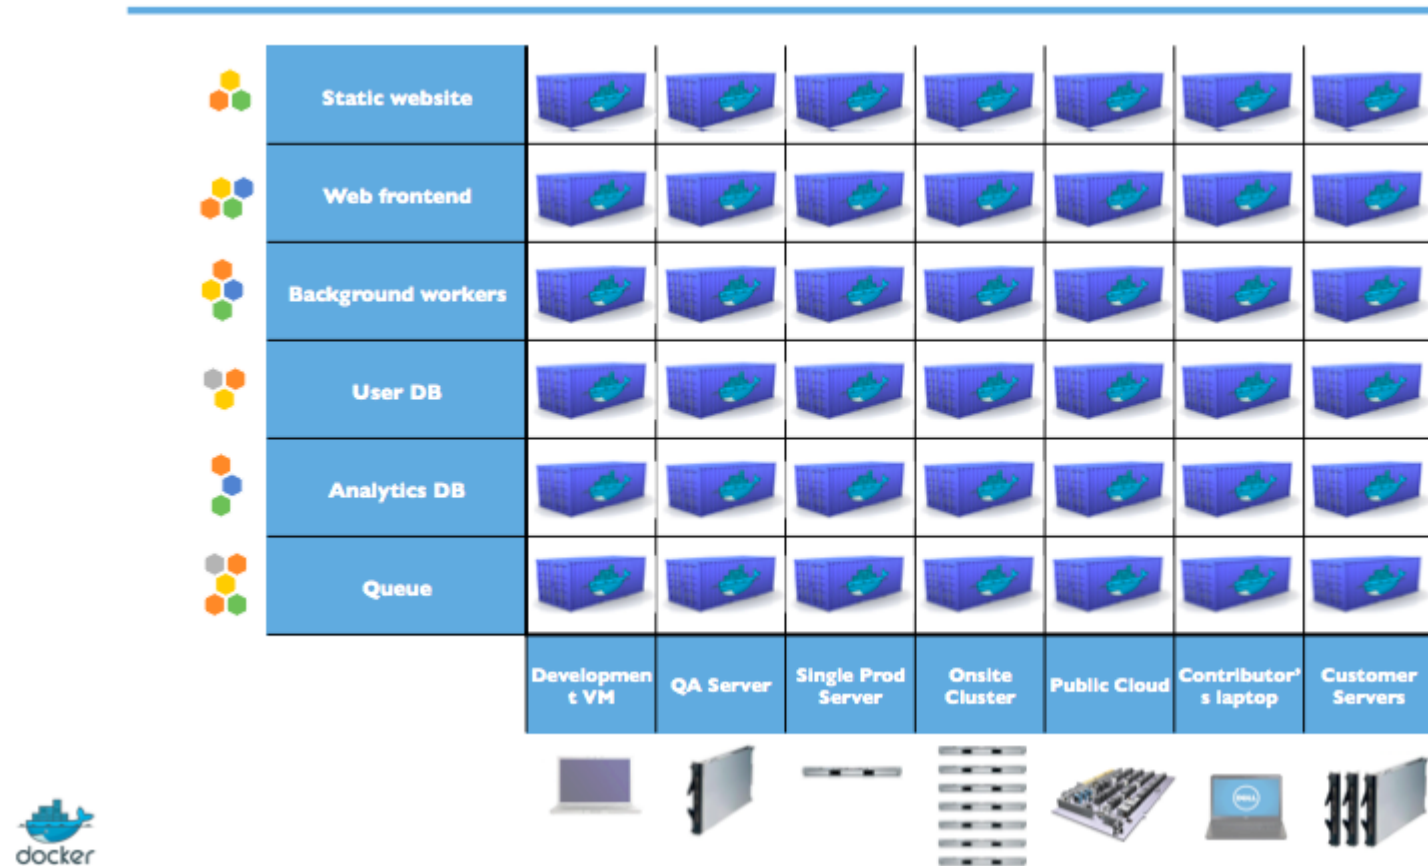 Static website
Web frontend
Background workers
User DB
Analytics DB
Queue
Developmen
t VM
QA Server
Single Prod
Server
Onsite
Cluster
Public Cloud
Contributor’
s laptop
Customer
Servers
DELL
docker